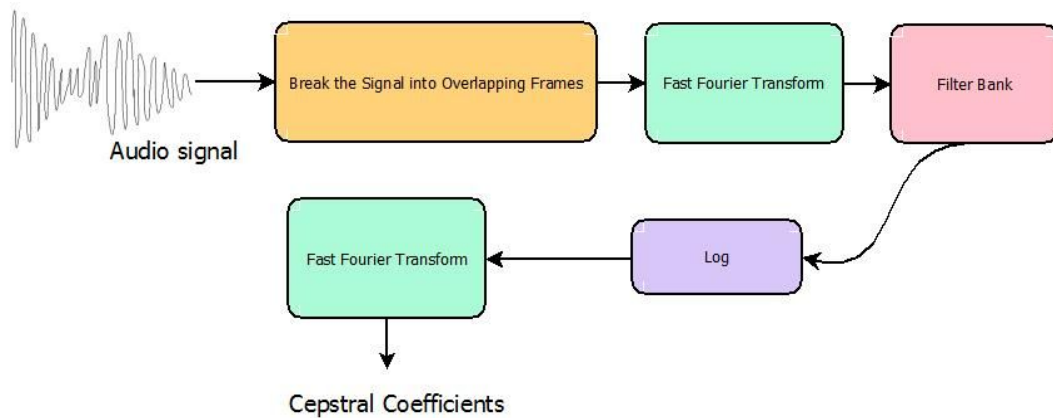 Break the Signal into Overlapping Frames
Fast Fourier Transform
Filter Bank
Audio signal
Fast Fourier Transform
Log
Cepstral Coefficients